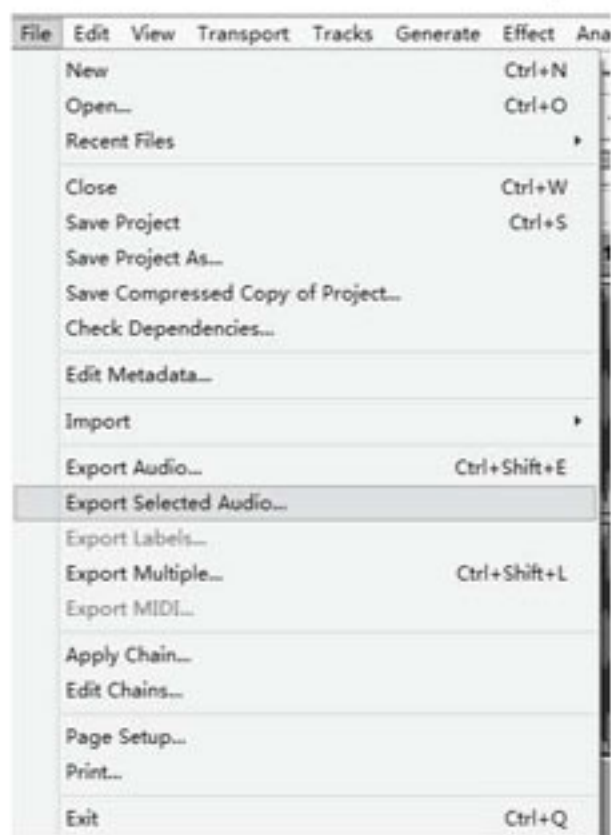 File Edit View Transport Tracks Generate Effect Ana
New Ctrl+N
Open... Ctrl+O
Recent Files
Close Ctrl+W
Save Project Ctrl+S
Save Project As...
Save Compressed Copy of Project...
Check Dependencies...
Edit Metadata...
Import
Export Audio... Ctrl+Shift+E
Export Selected Audio...
Export Labels...
Export Multiple... Ctrl+Shift+L
Export MIDI...
Apply Chain...
Edit Chains...
Page Setup...
Print...
Exit Ctrl+Q